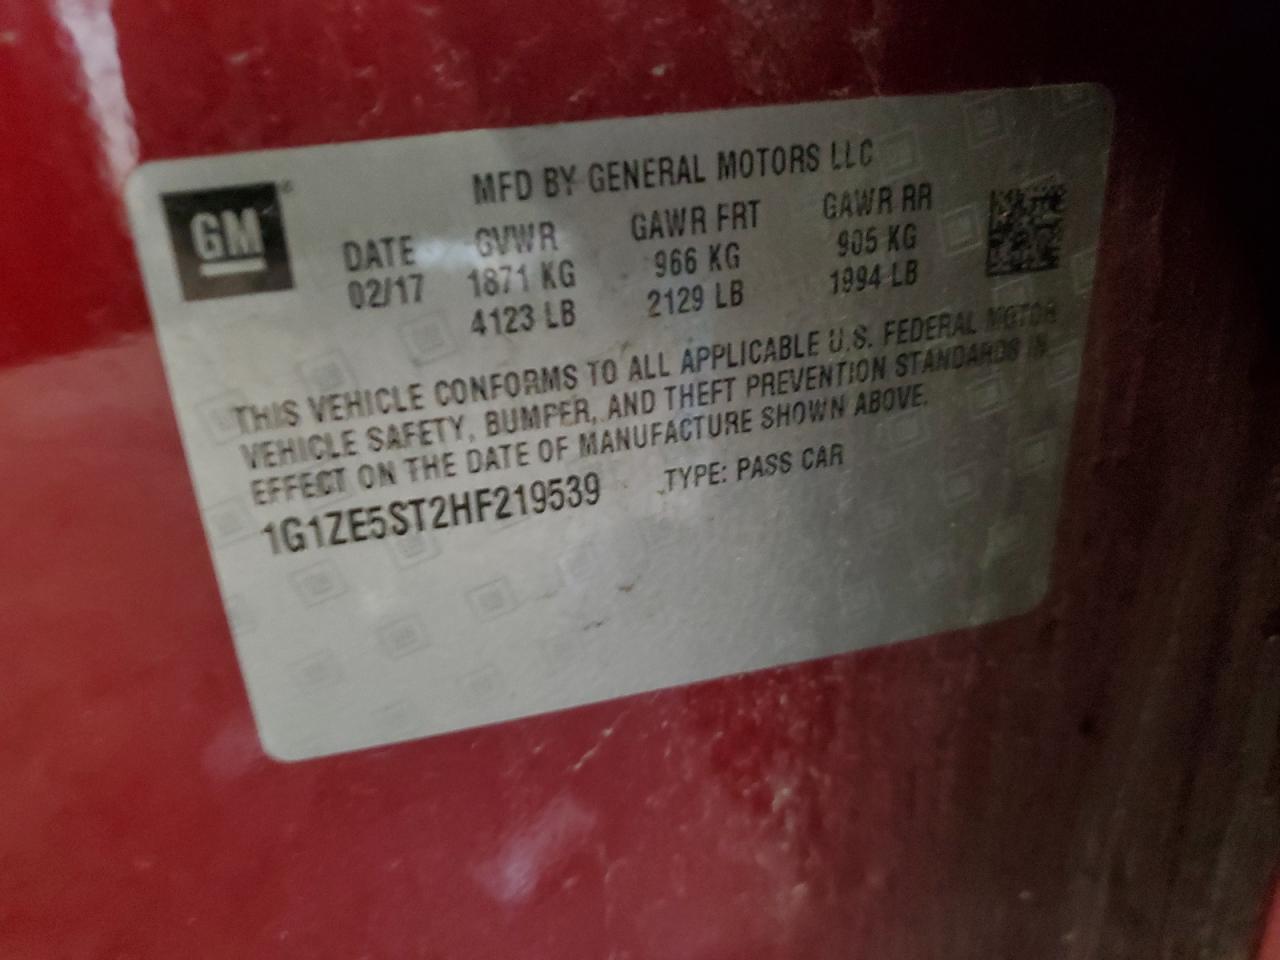 MFD BY GENERAL MOTORS LLC
GM
DATE GVWR GAWR FRT GAWR RR
02/17 1871 KG 966 KG 905 KG
4123 LB 2129 LB 1994 LB
THIS VEHICLE CONFORMS TO ALL APPLICABLE U.S. FEDERAL MOTOR
VEHICLE SAFETY, BUMPER, AND THEFT PREVENTION STANDARDS IN
EFFECT ON THE DATE OF MANUFACTURE SHOWN ABOVE.
1G1ZE5ST2HF219539 TYPE: PASS CAR